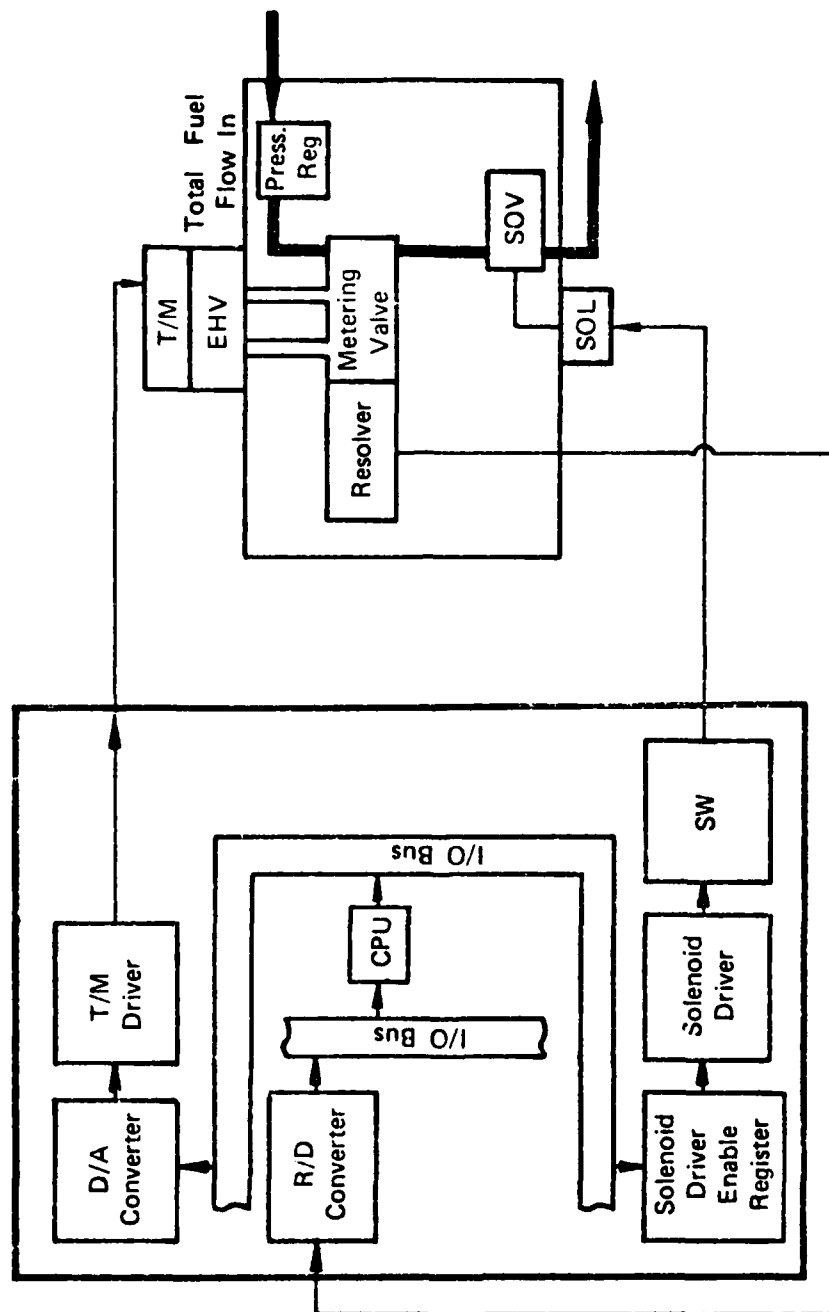 D/A
Converter
T/M
Driver
R/D
Converter
I/O Bus
CPU
I/O Bus
Solenoid
Driver
Enable
Register
Solenoid
Driver
SW
T/M
EHV
Total Fuel
Flow In
Press.
Reg
Resolver
Metering
Valve
SOV
SOL